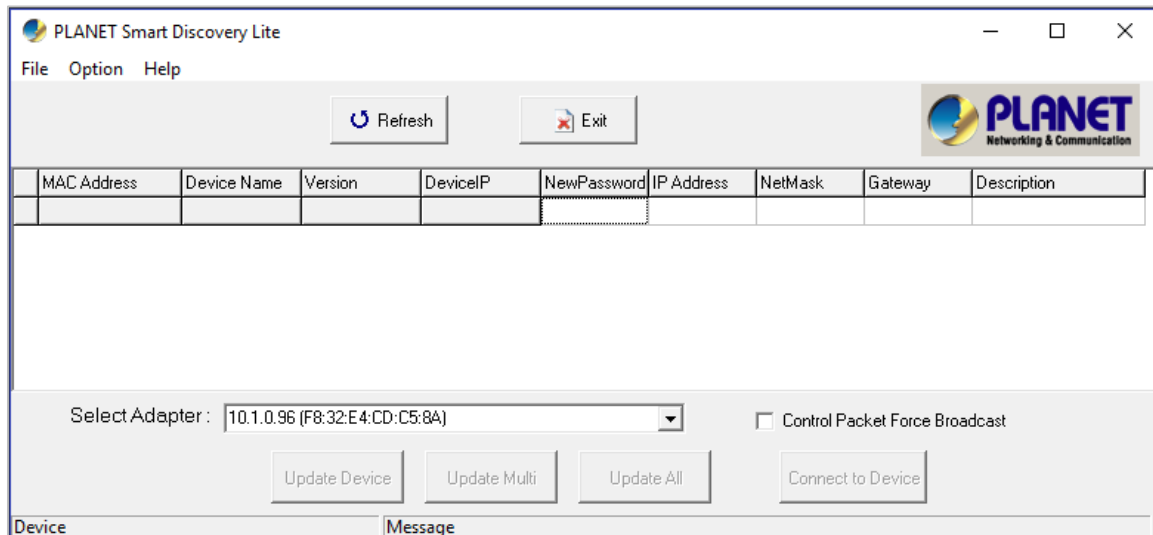 PLANET Smart Discovery Lite
File Option Help
Refresh Exit PLANET
Networking & Communication
MAC Address Device Name Version DeviceIP NewPassword IP Address NetMask Gateway Description
Select Adapter : 10.1.0.96 (F8:32:E4:CD:C5:8A) Control Packet Force Broadcast
Update Device Update Multi Update All Connect to Device
Device Message